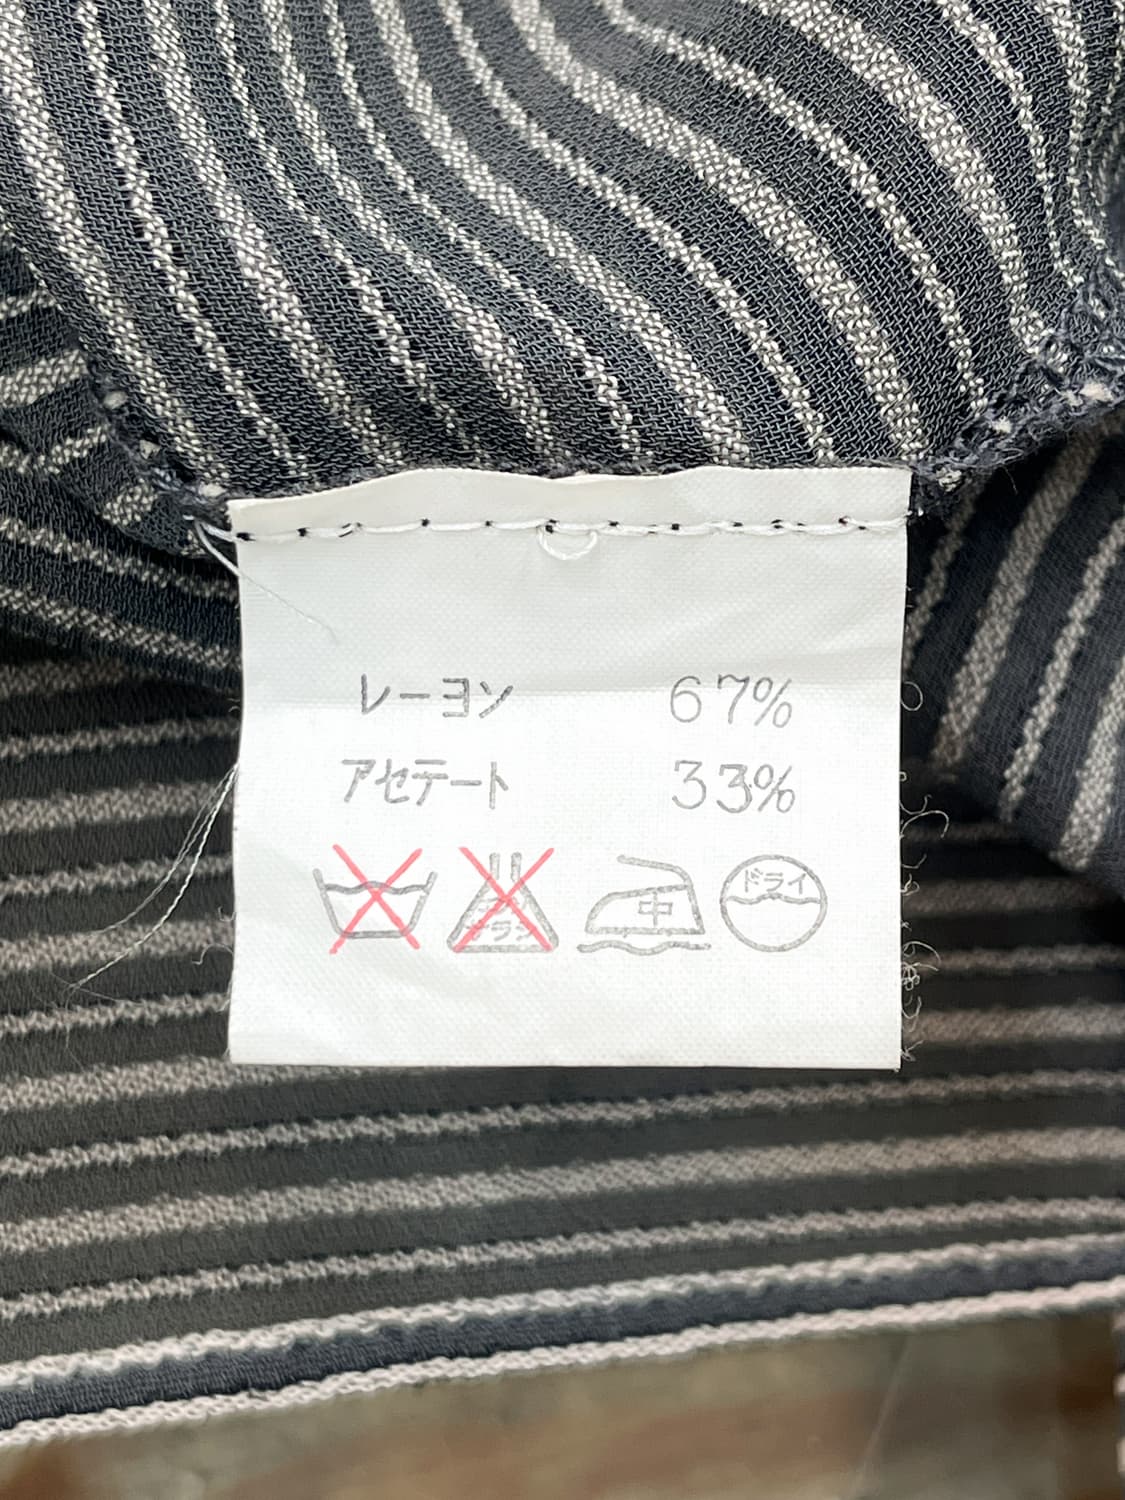 レーヨン 67%
アセテート 33%
中 ドライ